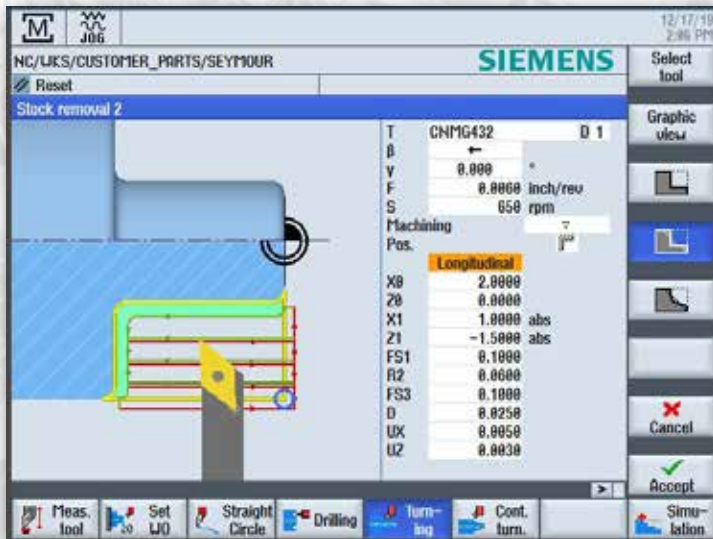 M
JOG
12/17/19
2:06 PM
NC/WKS/CUSTOMER_PARTS/SEYMOUR
SIEMENS
Select
tool
Reset
Stock removal 2
Graphic
view
T CNMG432 D 1
β ←
γ 0.000 °
F 0.0060 inch/rev
S 650 rpm
Machining ▽
Pos.
Longitudinal
X0 2.0000
Z0 0.0000
X1 1.0000 abs
Z1 -1.5000 abs
FS1 0.1000
R2 0.0600
FS3 0.1000
D 0.0250
UX 0.0050
UZ 0.0030
Cancel
Accept
Meas.
tool
Set
WO
Straight
Circle
Drilling
Turn-
ing
Cont.
turn.
Simu-
lation